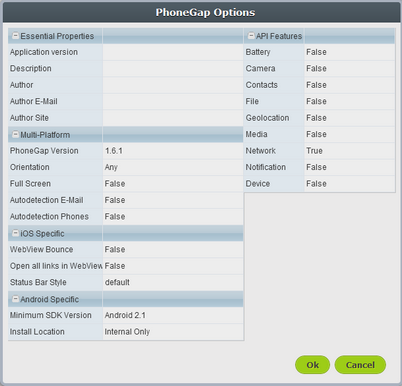 PhoneGap Options
Essential Properties
Application version
Description
Author
Author E-Mail
Author Site
Multi-Platform
PhoneGap Version 1.6.1
Orientation Any
Full Screen False
Autodetection E-Mail False
Autodetection Phones False
iOS Specific
WebView Bounce False
Open all links in WebView False
Status Bar Style default
Android Specific
Minimum SDK Version Android 2.1
Install Location Internal Only
API Features
Battery False
Camera False
Contacts False
File False
Geolocation False
Media False
Network True
Notification False
Device False
Ok Cancel